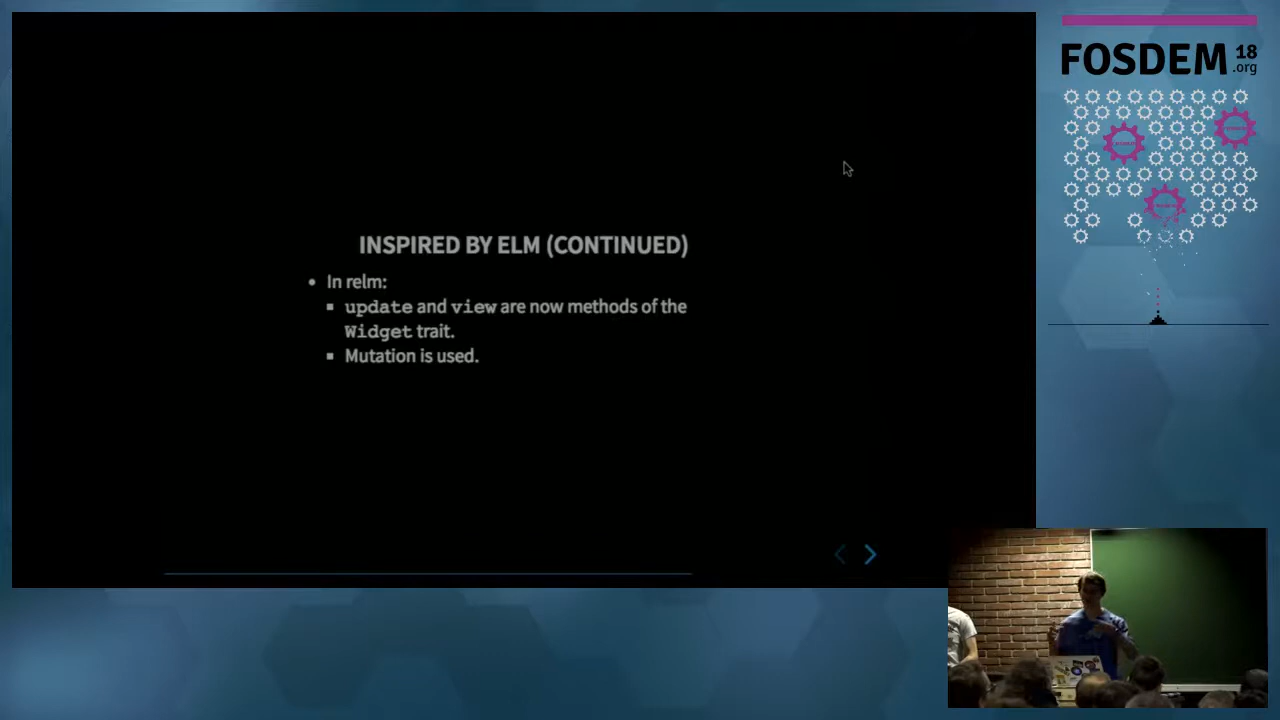 FOSDEM 18
.org
INSPIRED BY ELM (CONTINUED)
In relm:
update and view are now methods of the
Widget trait.
Mutation is used.